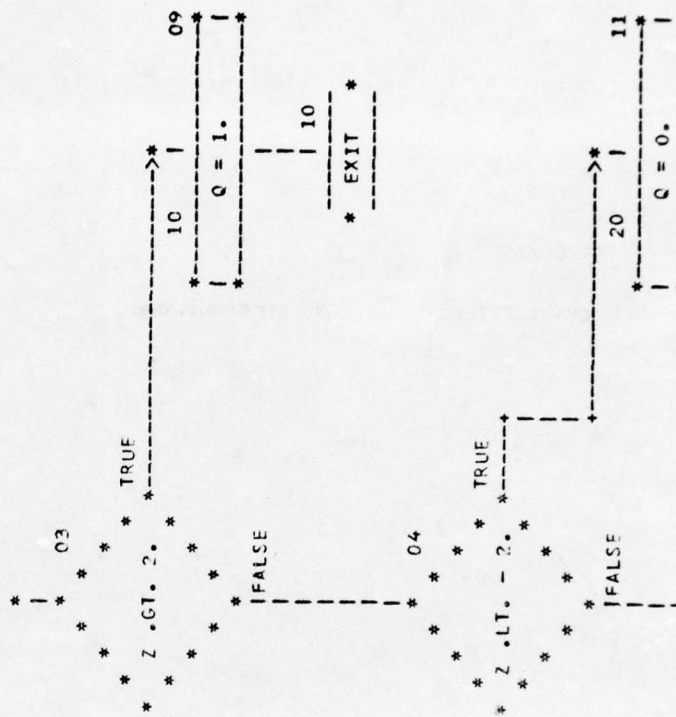 03
Z .GT. 2.
TRUE
FALSE
10
09
Q = 1.
10
EXIT
04
Z .LT. - 2.
TRUE
FALSE
20
11
Q = 0.